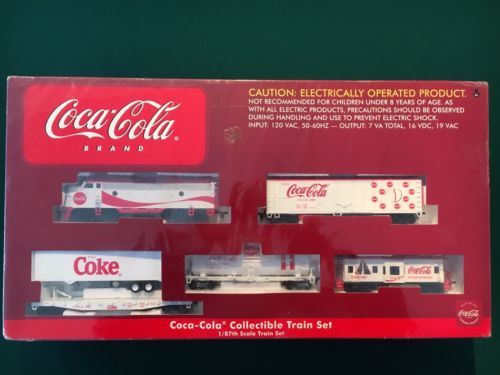 Coca-Cola
BRAND
CAUTION: ELECTRICALLY OPERATED PRODUCT.
NOT RECOMMENDED FOR CHILDREN UNDER 8 YEARS OF AGE. AS
WITH ALL ELECTRIC PRODUCTS, PRECAUTIONS SHOULD BE OBSERVED
DURING HANDLING AND USE TO PREVENT ELECTRIC SHOCK.
INPUT: 120 VAC, 50-60HZ — OUTPUT: 7 VA TOTAL, 16 VDC, 19 VAC
Coca-Cola
Coke
Coke
Coca-Cola
Coca-Cola
Coca-Cola® Collectible Train Set
1/87th Scale Train Set